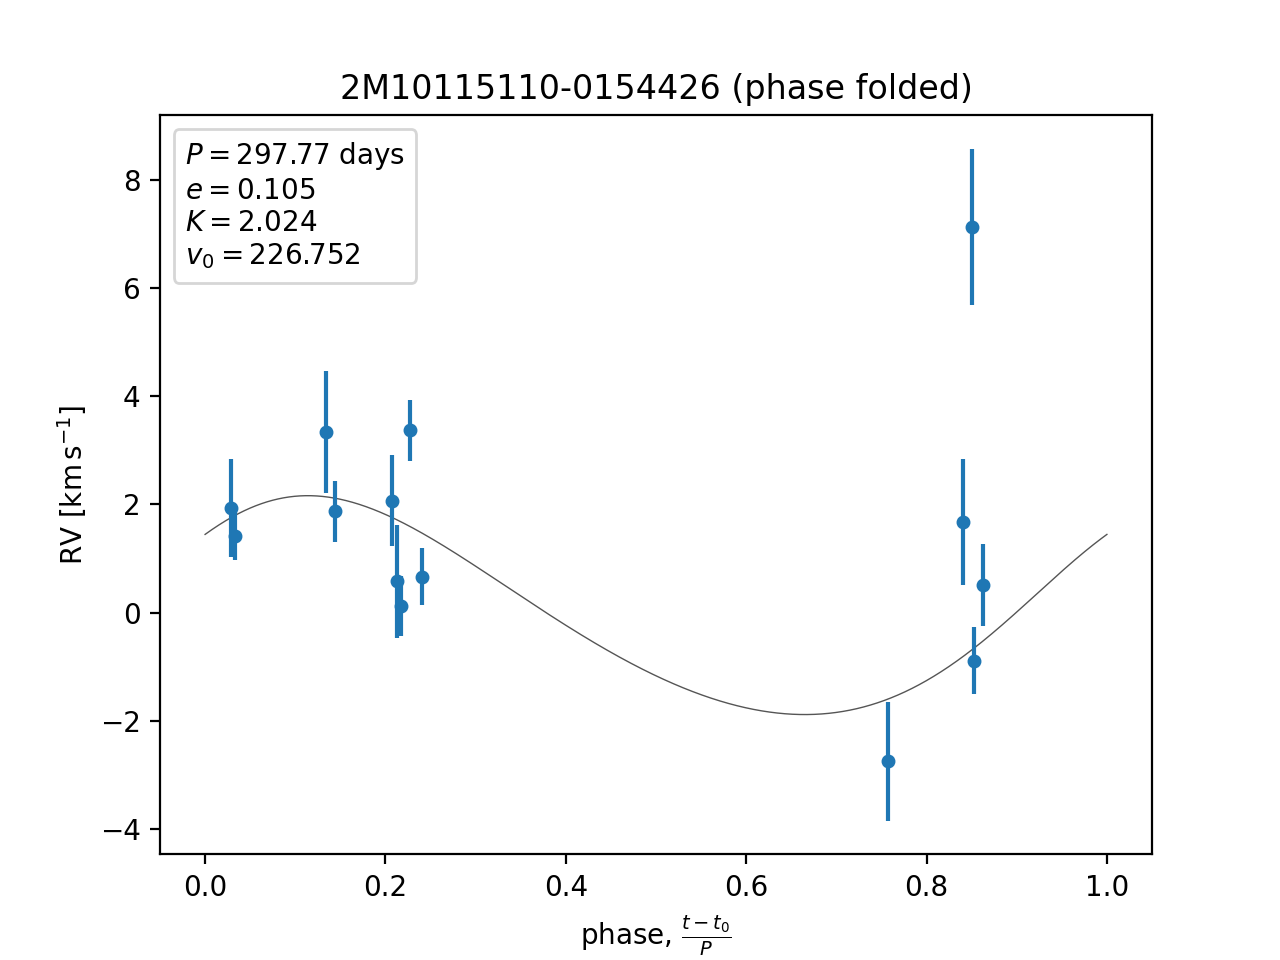 2M10115110-0154426 (phase folded)
P = 297.77 days
e = 0.105
K = 2.024
v₀ = 226.752
RV [km s⁻¹]
8
6
4
2
0
−2
−4
0.0 0.2 0.4 0.6 0.8 1.0
phase, (t − t₀)/P